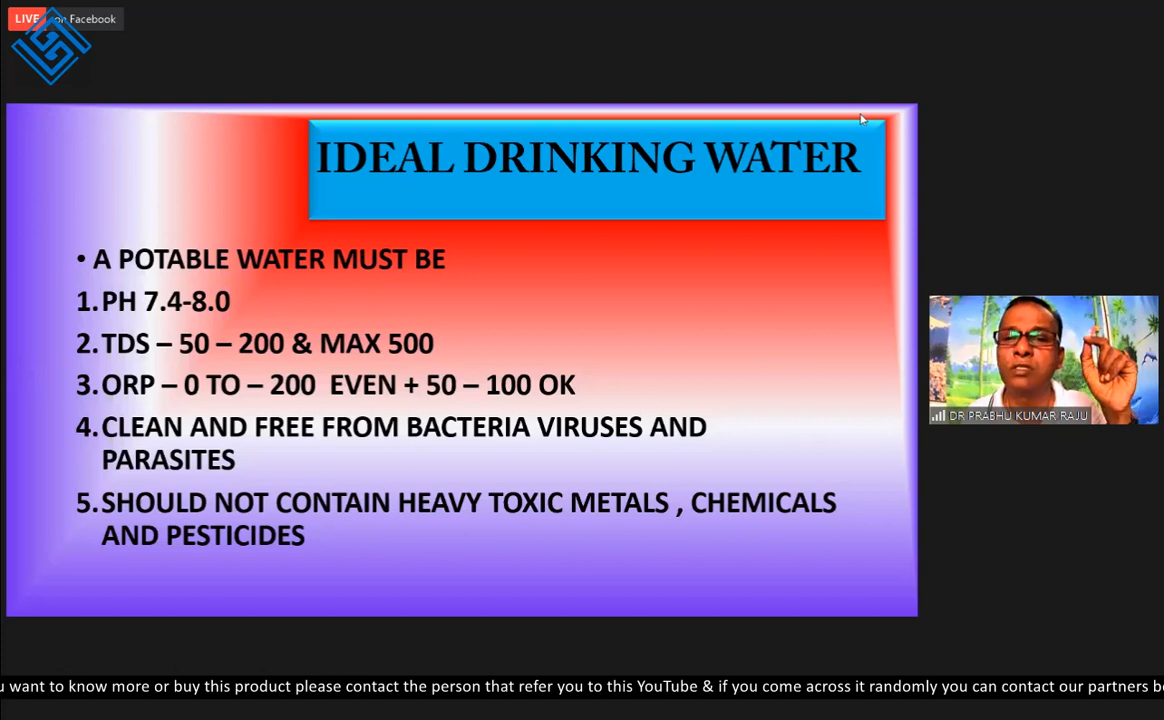 LIVE on Facebook
IDEAL DRINKING WATER
• A POTABLE WATER MUST BE
1. PH 7.4-8.0
2. TDS – 50 – 200 & MAX 500
3. ORP – 0 TO – 200 EVEN + 50 – 100 OK
4. CLEAN AND FREE FROM BACTERIA VIRUSES AND
PARASITES
5. SHOULD NOT CONTAIN HEAVY TOXIC METALS , CHEMICALS
AND PESTICIDES
DR PRABHU KUMAR RAJU
want to know more or buy this product please contact the person that refer you to this YouTube & if you come across it randomly you can contact our partners